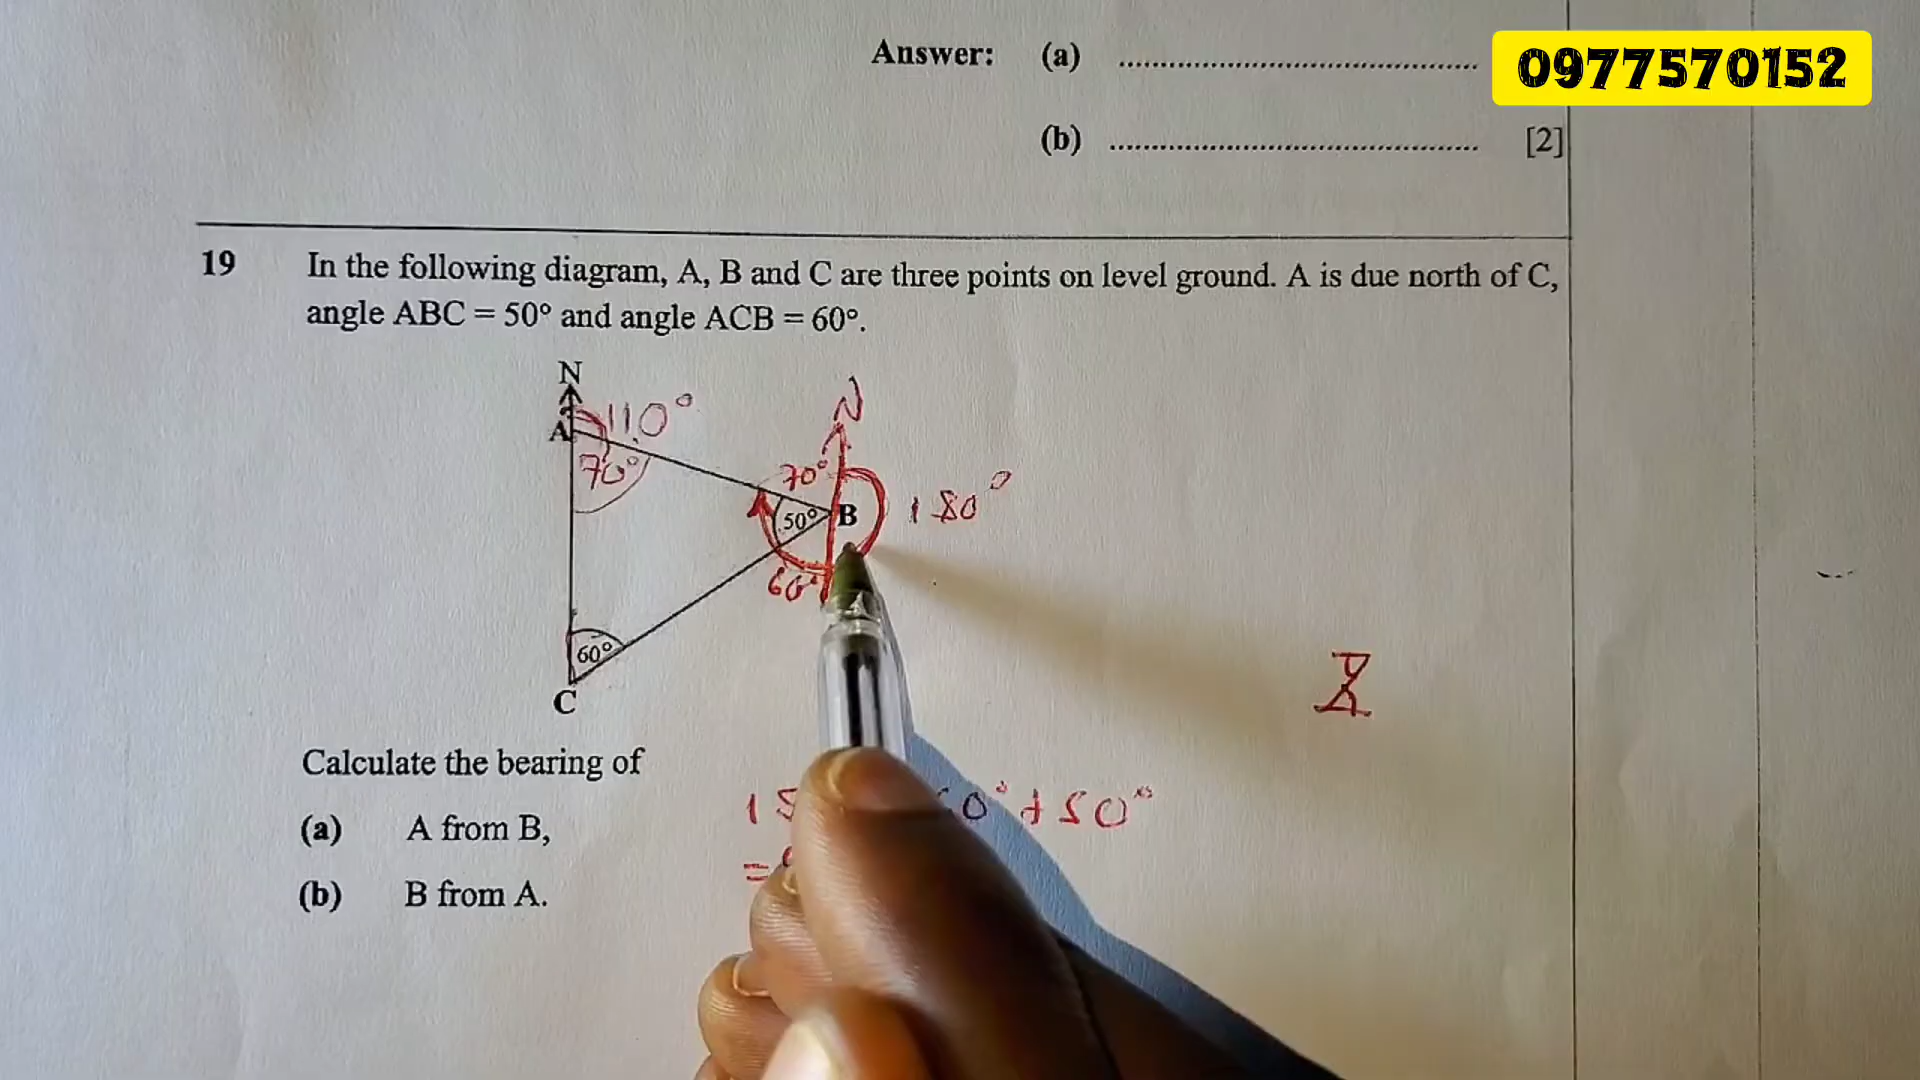 Answer: (a) ........................................
0977570152
(b) ........................................ [2]
19 In the following diagram, A, B and C are three points on level ground. A is due north of C,
angle ABC = 50° and angle ACB = 60°.
N
N
A 110°
70°
70°
180°
50° B
60°
60°
C
Z
Calculate the bearing of
0° + 50°
(a) A from B,
=
(b) B from A.